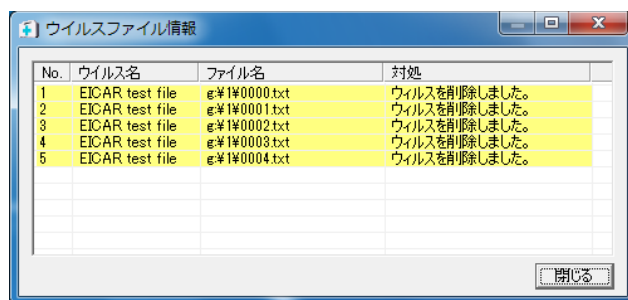 ウイルスファイル情報
No. ウイルス名 ファイル名 対処
1 EICAR test file g:¥1¥0000.txt ウィルスを削除しました。
2 EICAR test file g:¥1¥0001.txt ウィルスを削除しました。
3 EICAR test file g:¥1¥0002.txt ウィルスを削除しました。
4 EICAR test file g:¥1¥0003.txt ウィルスを削除しました。
5 EICAR test file g:¥1¥0004.txt ウィルスを削除しました。
閉じる